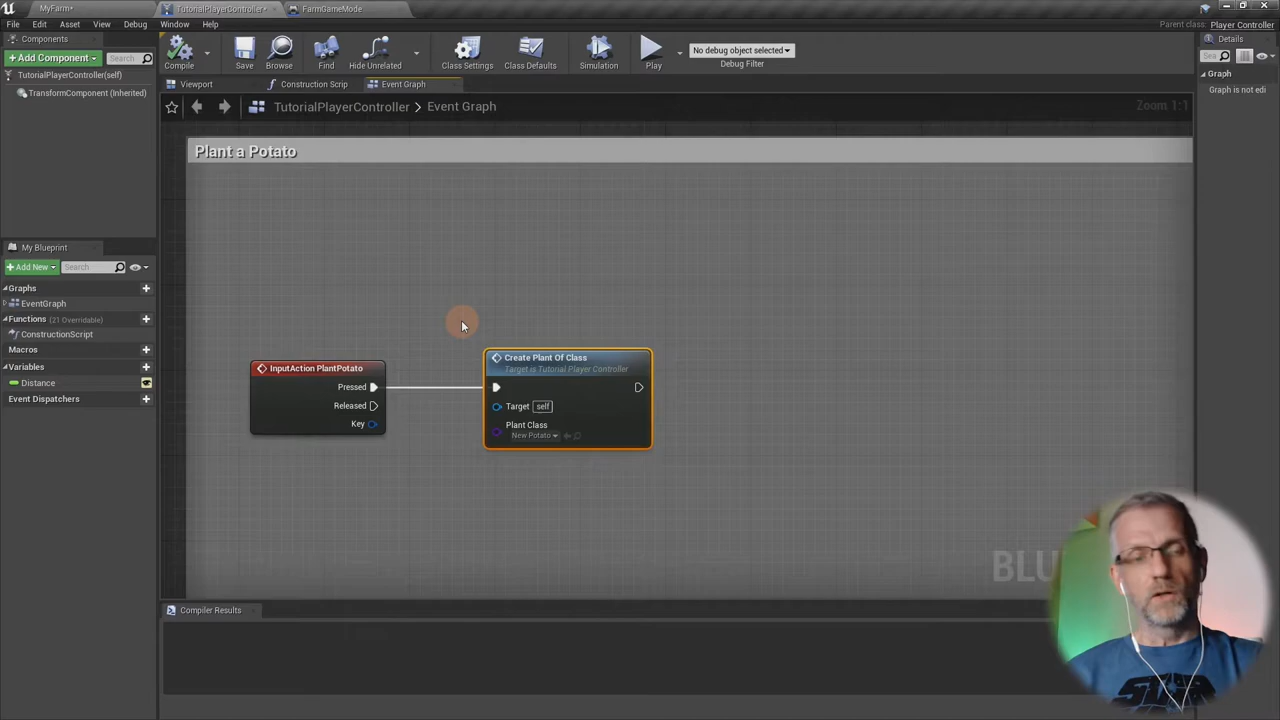 MyFarm*
TutorialPlayerController*
FarmGameMode
File Edit Asset View Debug Window Help
Parent class: Player Controller
Components
+ Add Component
Search
TutorialPlayerController(self)
TransformComponent (Inherited)
Compile
Save
Browse
Find
Hide Unrelated
Class Settings
Class Defaults
Simulation
Play
No debug object selected
Debug Filter
Details
Sea
Graph
Graph is not edi
Viewport
Construction Scrip
Event Graph
TutorialPlayerController > Event Graph
Zoom 1:1
Plant a Potato
InputAction PlantPotato
Pressed
Released
Key
Create Plant Of Class
Target is Tutorial Player Controller
Target self
Plant Class
New Potato
My Blueprint
+ Add New
Search
Graphs
EventGraph
Functions (21 Overridable)
ConstructionScript
Macros
Variables
Distance
Event Dispatchers
BLU
Compiler Results